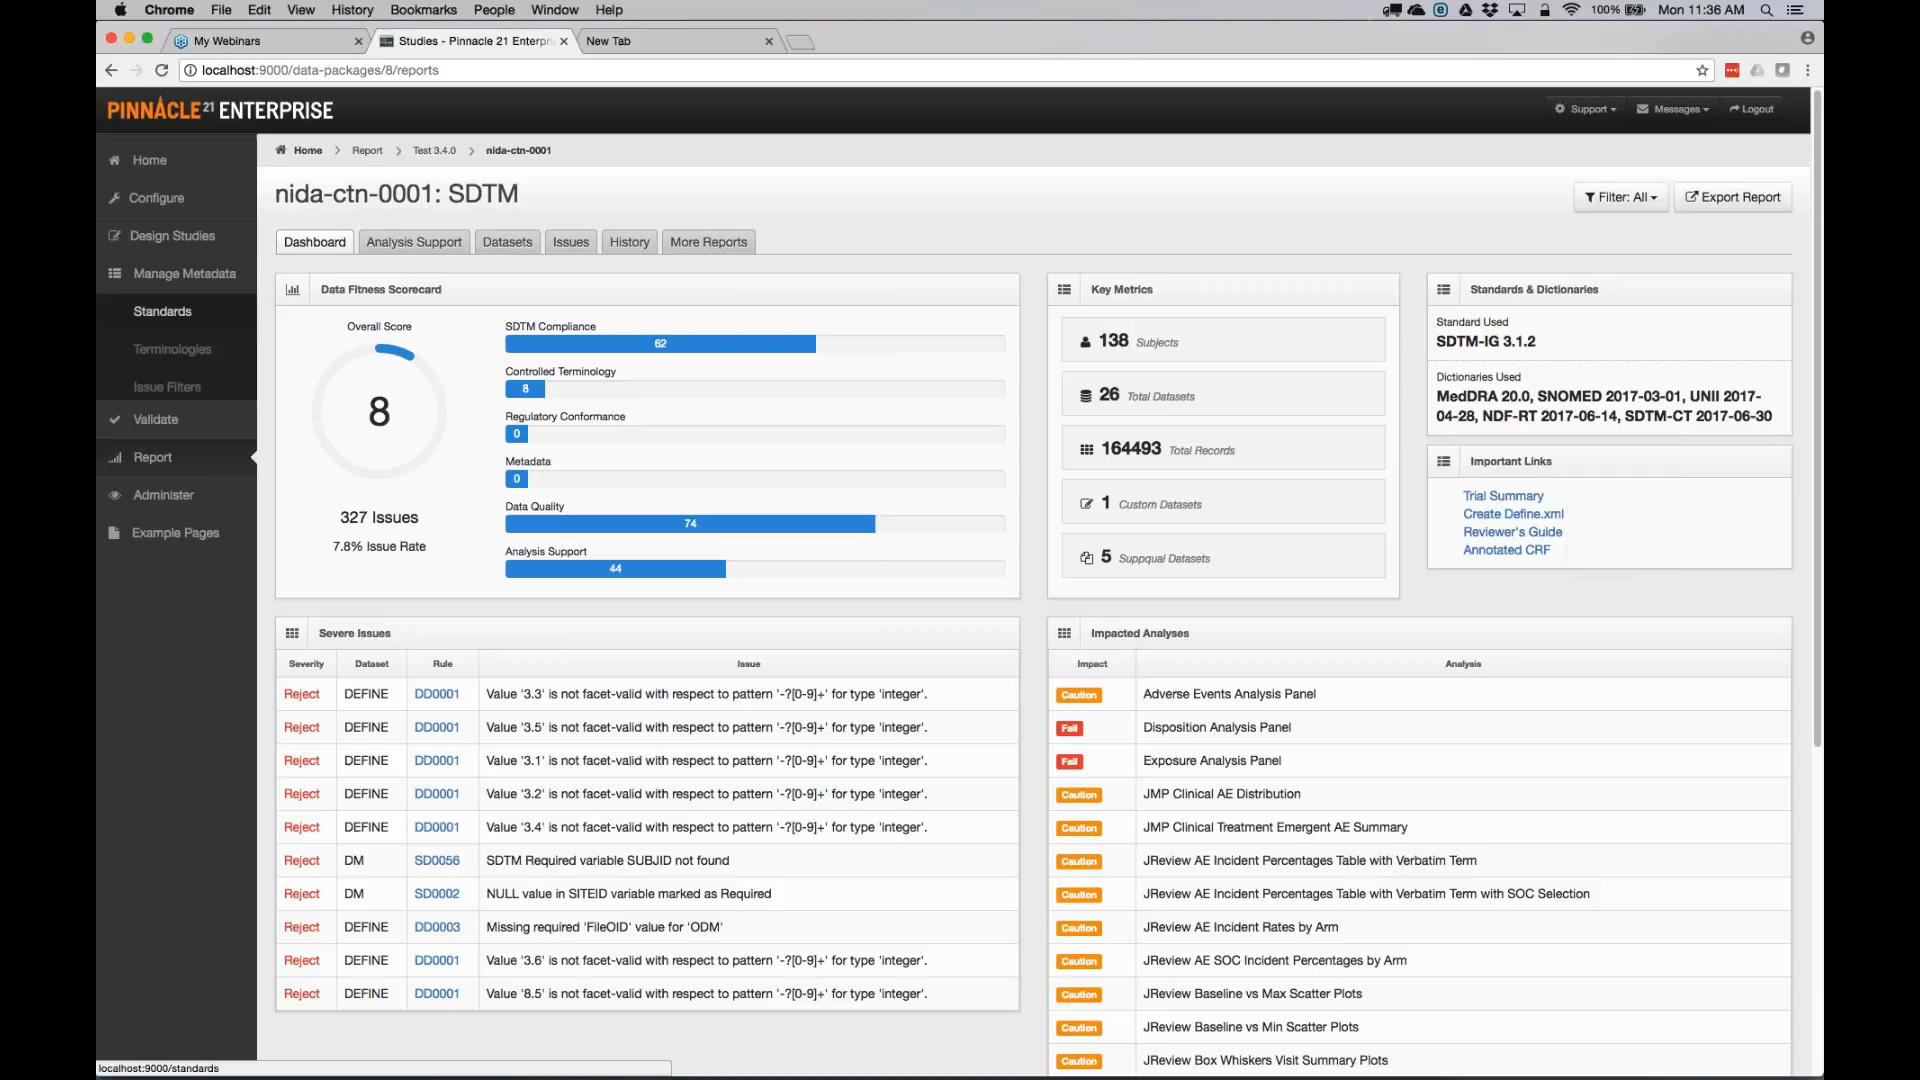 Chrome File Edit View History Bookmarks People Window Help 100% Mon 11:36 AM
My Webinars Studies - Pinnacle 21 Enterpri New Tab
localhost:9000/data-packages/8/reports
PINNACLE 21 ENTERPRISE Support Messages Logout
Home
Configure
Design Studies
Manage Metadata
Standards
Terminologies
Issue Filters
Validate
Report
Administer
Example Pages
Home > Report > Test 3.4.0 > nida-ctn-0001
nida-ctn-0001: SDTM
Filter: All Export Report
Dashboard Analysis Support Datasets Issues History More Reports
Data Fitness Scorecard
Overall Score
8
327 Issues
7.8% Issue Rate
SDTM Compliance
62
Controlled Terminology
8
Regulatory Conformance
0
Metadata
0
Data Quality
74
Analysis Support
44
Key Metrics
138 Subjects
26 Total Datasets
164493 Total Records
1 Custom Datasets
5 Suppqual Datasets
Standards & Dictionaries
Standard Used
SDTM-IG 3.1.2
Dictionaries Used
MedDRA 20.0, SNOMED 2017-03-01, UNII 2017-
04-28, NDF-RT 2017-06-14, SDTM-CT 2017-06-30
Important Links
Trial Summary
Create Define.xml
Reviewer's Guide
Annotated CRF
Severe Issues
Severity Dataset Rule Issue
Reject DEFINE DD0001 Value '3.3' is not facet-valid with respect to pattern '-?[0-9]+' for type 'integer'.
Reject DEFINE DD0001 Value '3.5' is not facet-valid with respect to pattern '-?[0-9]+' for type 'integer'.
Reject DEFINE DD0001 Value '3.1' is not facet-valid with respect to pattern '-?[0-9]+' for type 'integer'.
Reject DEFINE DD0001 Value '3.2' is not facet-valid with respect to pattern '-?[0-9]+' for type 'integer'.
Reject DEFINE DD0001 Value '3.4' is not facet-valid with respect to pattern '-?[0-9]+' for type 'integer'.
Reject DM SD0056 SDTM Required variable SUBJID not found
Reject DM SD0002 NULL value in SITEID variable marked as Required
Reject DEFINE DD0003 Missing required 'FileOID' value for 'ODM'
Reject DEFINE DD0001 Value '3.6' is not facet-valid with respect to pattern '-?[0-9]+' for type 'integer'.
Reject DEFINE DD0001 Value '8.5' is not facet-valid with respect to pattern '-?[0-9]+' for type 'integer'.
Impacted Analyses
Impact Analysis
Caution Adverse Events Analysis Panel
Fail Disposition Analysis Panel
Fail Exposure Analysis Panel
Caution JMP Clinical AE Distribution
Caution JMP Clinical Treatment Emergent AE Summary
Caution JReview AE Incident Percentages Table with Verbatim Term
Caution JReview AE Incident Percentages Table with Verbatim Term with SOC Selection
Caution JReview AE Incident Rates by Arm
Caution JReview AE SOC Incident Percentages by Arm
Caution JReview Baseline vs Max Scatter Plots
Caution JReview Baseline vs Min Scatter Plots
Caution JReview Box Whiskers Visit Summary Plots
localhost:9000/standards